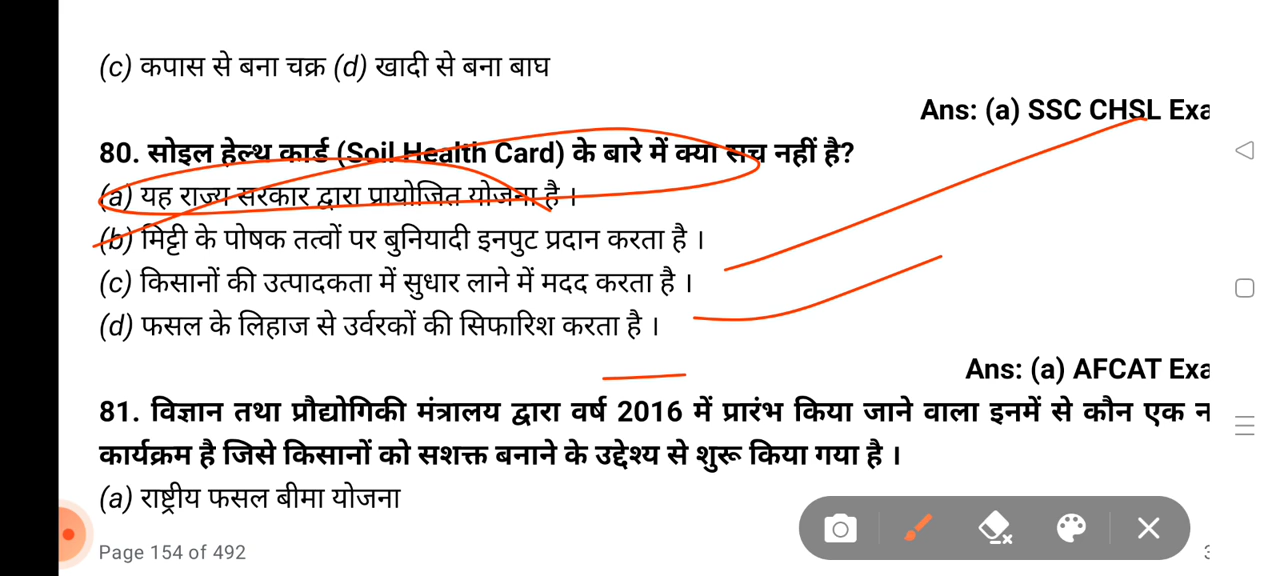 (c) कपास से बना चक्र (d) खादी से बना बाघ
Ans: (a) SSC CHSL Exa
80. सोइल हेल्थ कार्ड (Soil Health Card) के बारे में क्या सच नहीं है?
(a) यह राज्य सरकार द्वारा प्रायोजित योजना है ।
(b) मिट्टी के पोषक तत्वों पर बुनियादी इनपुट प्रदान करता है ।
(c) किसानों की उत्पादकता में सुधार लाने में मदद करता है ।
(d) फसल के लिहाज से उर्वरकों की सिफारिश करता है ।
Ans: (a) AFCAT Exa
81. विज्ञान तथा प्रौद्योगिकी मंत्रालय द्वारा वर्ष 2016 में प्रारंभ किया जाने वाला इनमें से कौन एक न
कार्यक्रम है जिसे किसानों को सशक्त बनाने के उद्देश्य से शुरू किया गया है ।
(a) राष्ट्रीय फसल बीमा योजना
Page 154 of 492